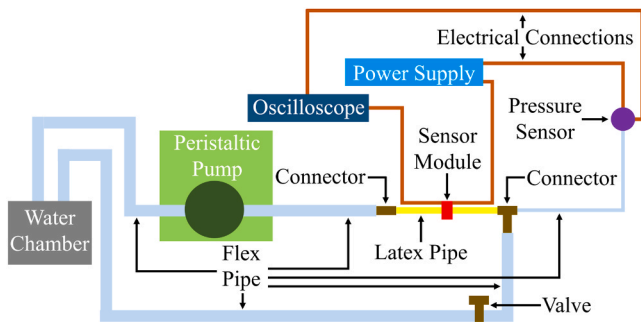 Electrical Connections
Power Supply
Oscilloscope
Pressure
Sensor
Peristaltic
Pump
Sensor
Module
Connector
Connector
Water
Chamber
Flex
Pipe
Latex Pipe
Valve